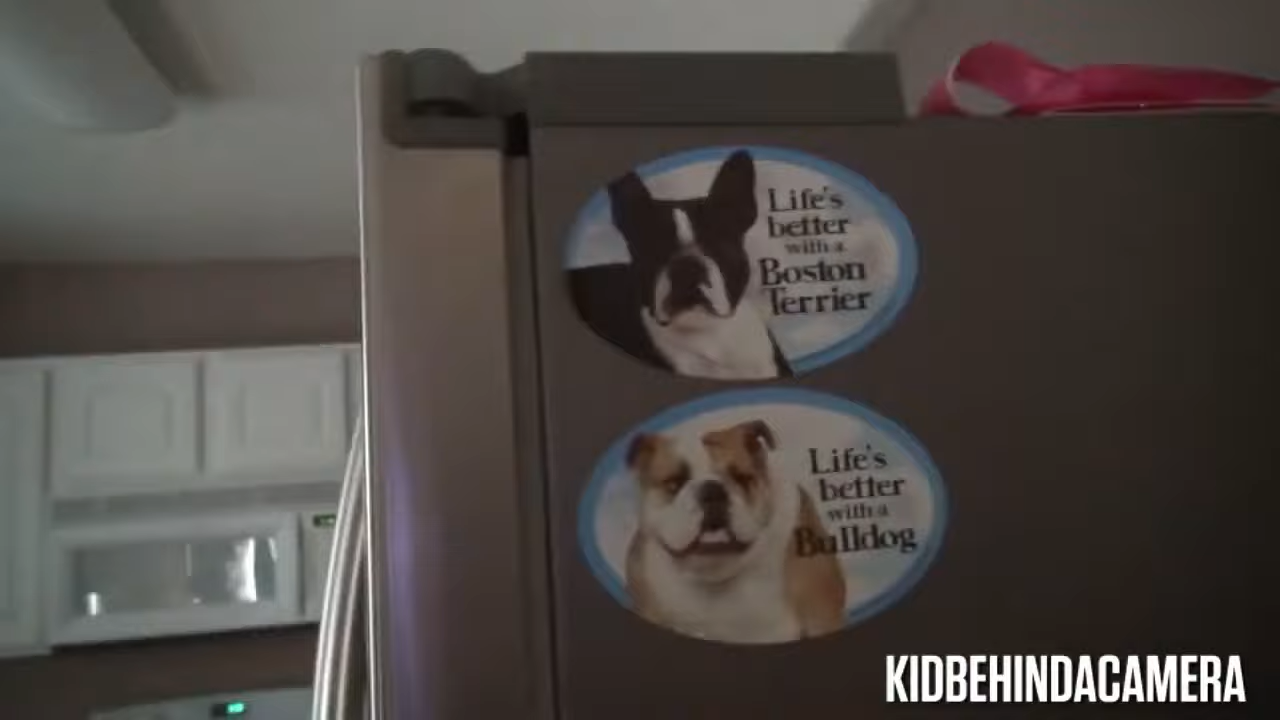 Life's
better
with a
Boston
Terrier
Life's
better
with a
Bulldog
KIDBEHINDACAMERA